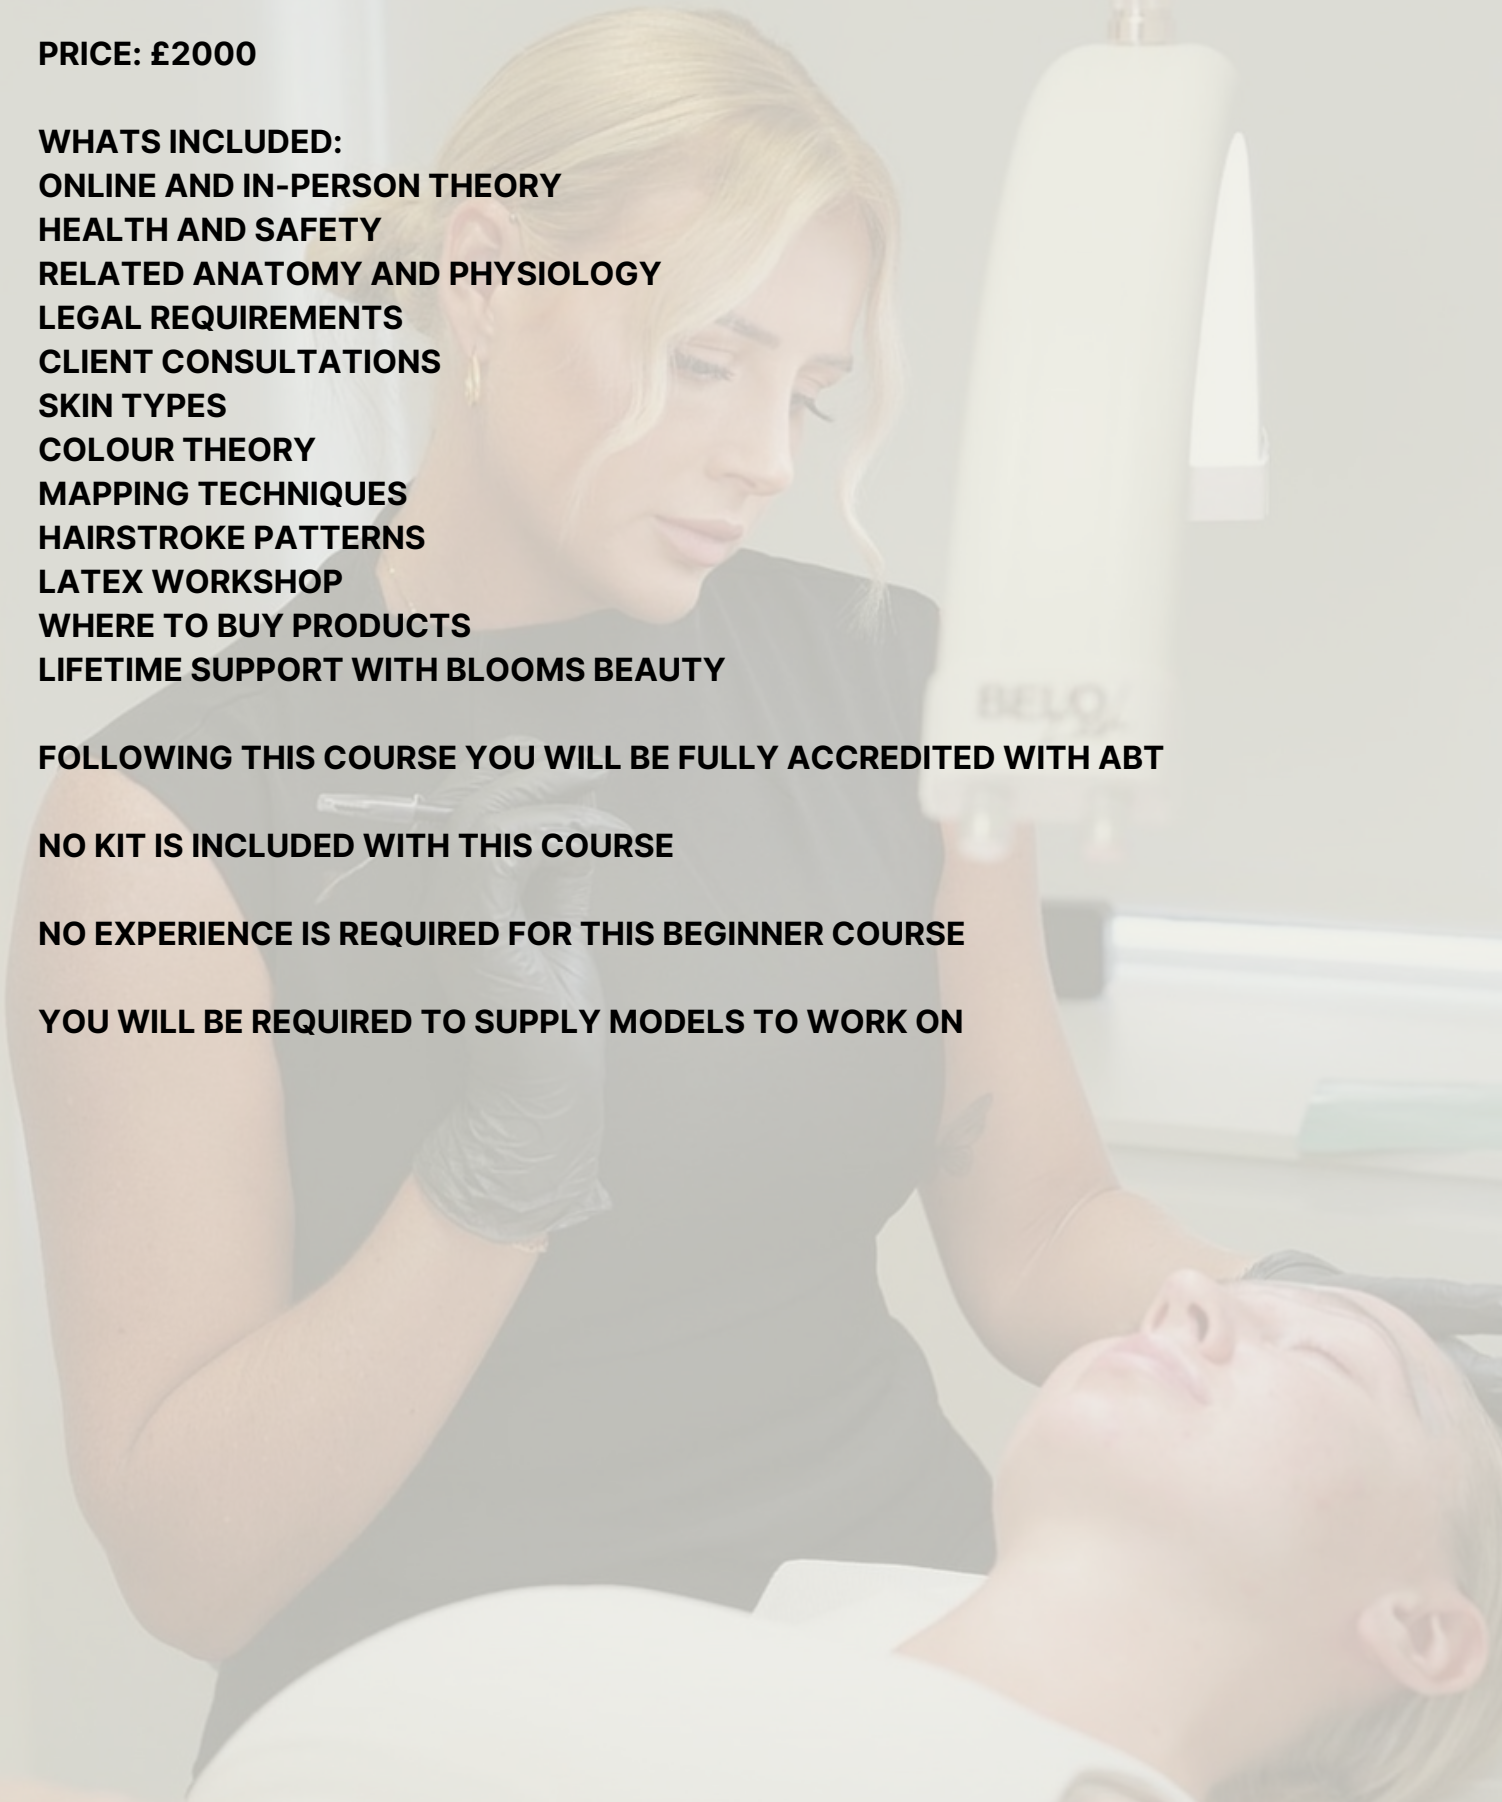 PRICE: £2000
WHATS INCLUDED:
ONLINE AND IN-PERSON THEORY
HEALTH AND SAFETY
RELATED ANATOMY AND PHYSIOLOGY
LEGAL REQUIREMENTS
CLIENT CONSULTATIONS
SKIN TYPES
COLOUR THEORY
MAPPING TECHNIQUES
HAIRSTROKE PATTERNS
LATEX WORKSHOP
WHERE TO BUY PRODUCTS
LIFETIME SUPPORT WITH BLOOMS BEAUTY
FOLLOWING THIS COURSE YOU WILL BE FULLY ACCREDITED WITH ABT
NO KIT IS INCLUDED WITH THIS COURSE
NO EXPERIENCE IS REQUIRED FOR THIS BEGINNER COURSE
YOU WILL BE REQUIRED TO SUPPLY MODELS TO WORK ON